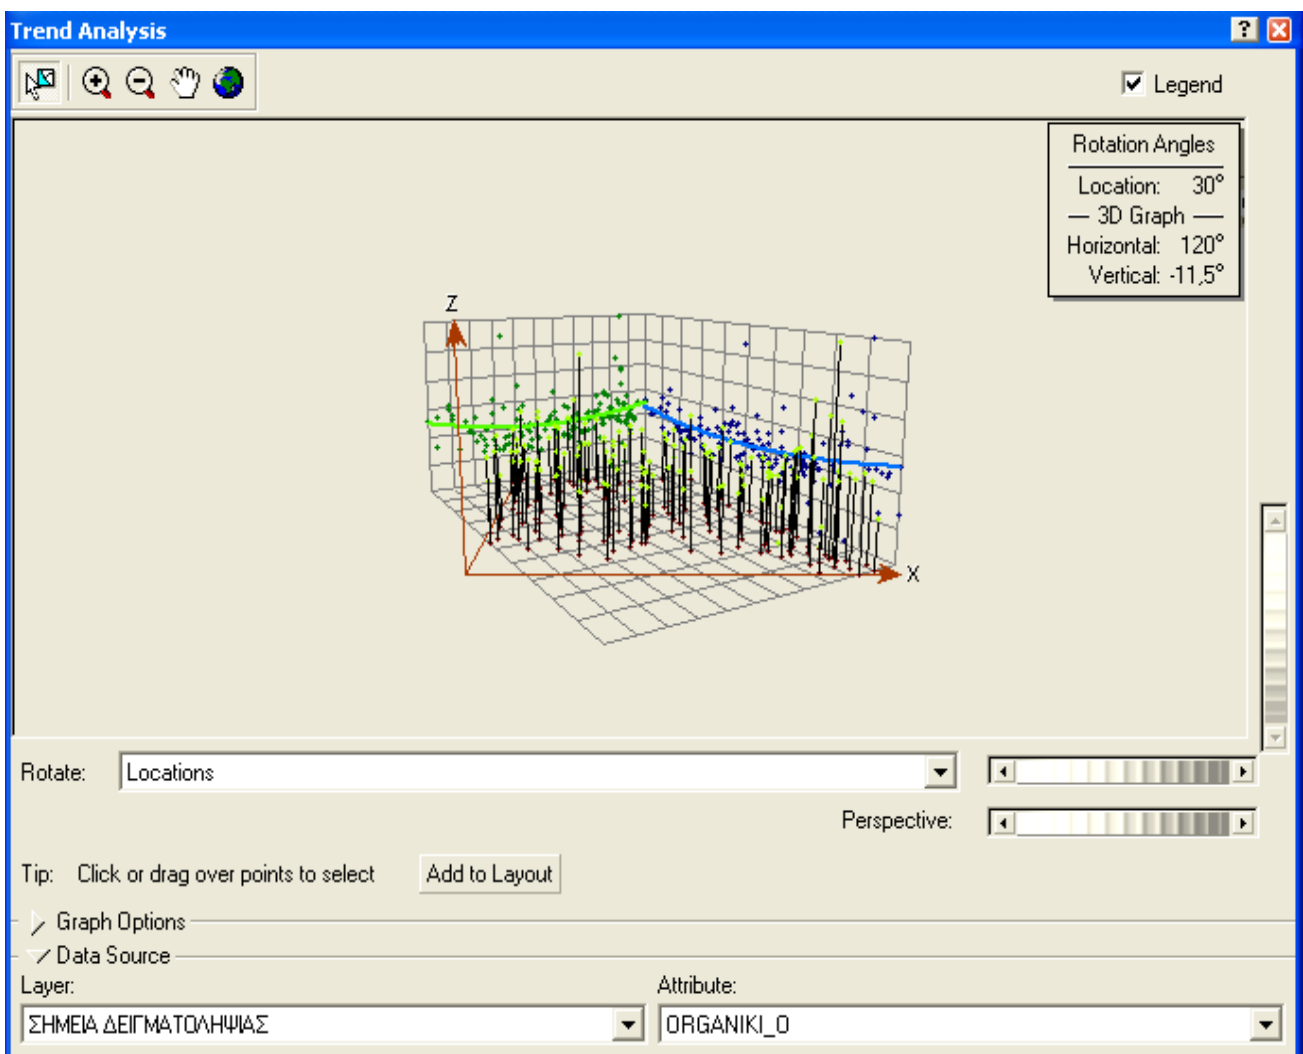 Trend Analysis
Legend
Rotation Angles
Location: 30°
3D Graph
Horizontal: 120°
Vertical: -11,5°
Z
X
Rotate: Locations
Perspective:
Tip: Click or drag over points to select Add to Layout
Graph Options
Data Source
Layer: Attribute:
ΣΗΜΕΙΑ ΔΕΙΓΜΑΤΟΛΗΨΙΑΣ ORGANIKI_O